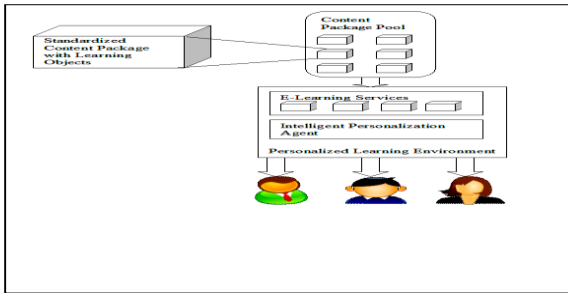 Content
Package Pool
Standardized
Content Package
with Learning
Objects
E-Learning Services
Intelligent Personalization
Agent
Personalized Learning Environment